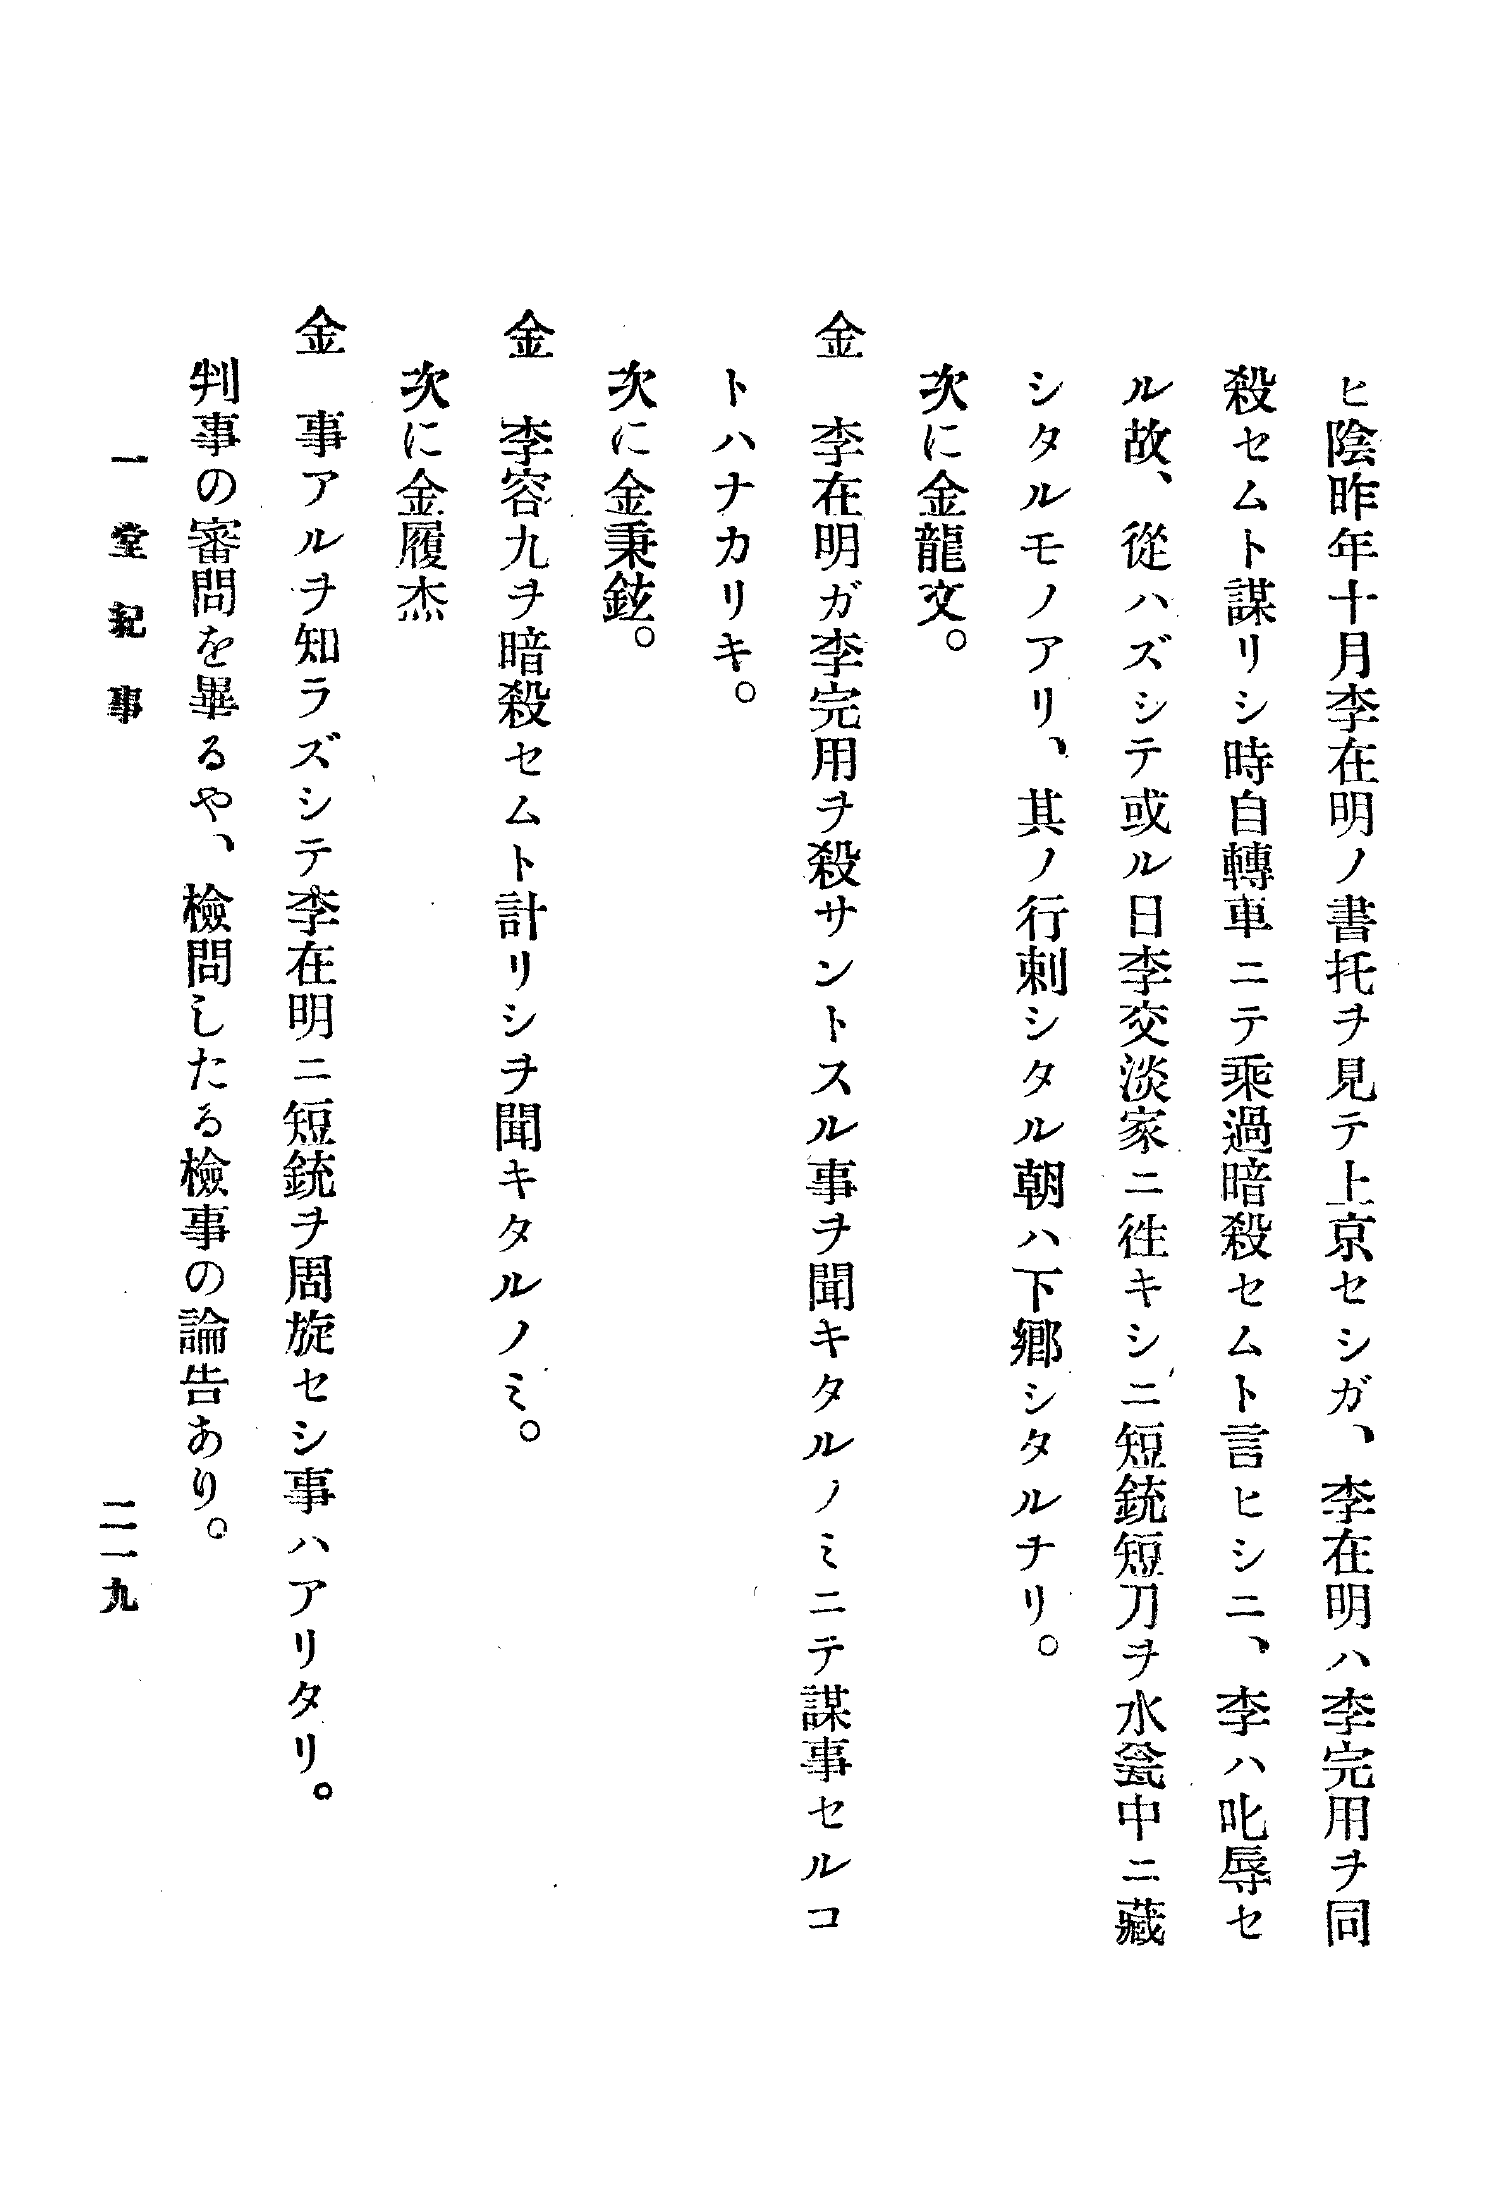 ヒ陰昨年十月李在明ノ書托ヲ見テ上京セシガ、李在明ハ李完用ヲ同
殺セムト謀リシ時自轉車ニテ乘過暗殺セムト言ヒシニ、李ハ叱辱セ
ル故、從ハズシテ或ル日李交淡家ニ徃キシニ短銃短刀ヲ水瓮中ニ藏
シタルモノアリ、其ノ行刺シタル朝ハ下鄕シタルナリ。
次に金龍文。
金　李在明ガ李完用ヲ殺サントスル事ヲ聞キタルノミニテ謀事セルコ
トハナカリキ。
次に金秉鉉。
金　李容九ヲ暗殺セムト計リシヲ聞キタルノミ。
次に金履杰
金　事アルヲ知ラズシテ李在明ニ短銃ヲ周旋セシ事ハアリタリ。
判事の審問を畢るや、檢問したる檢事の論告あり。
一堂紀事
二一九